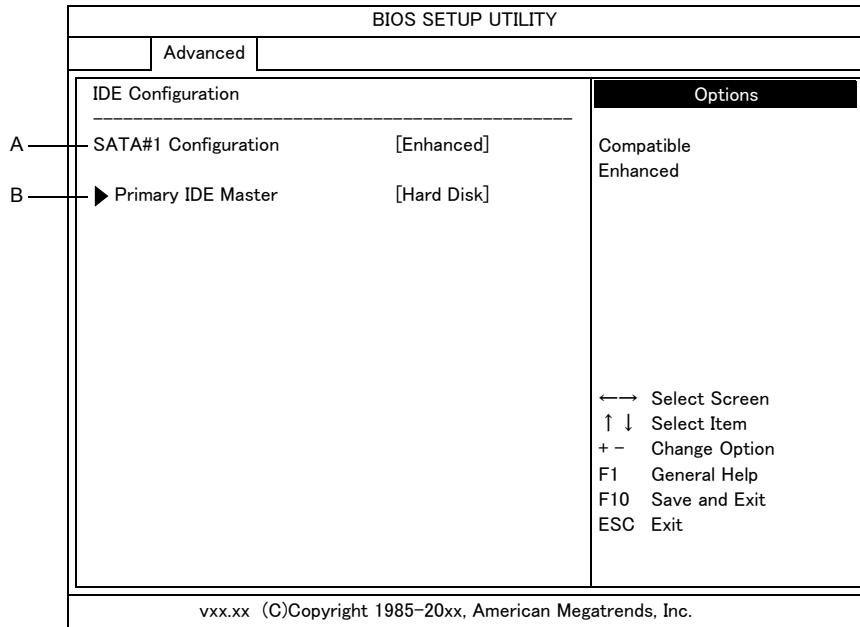 BIOS SETUP UTILITY
Advanced
IDE Configuration
------------------------------------------------
A SATA#1 Configuration [Enhanced]
B ▶ Primary IDE Master [Hard Disk]
Options
Compatible
Enhanced
←→ Select Screen
↑↓ Select Item
+- Change Option
F1 General Help
F10 Save and Exit
ESC Exit
vxx.xx (C)Copyright 1985-20xx, American Megatrends, Inc.